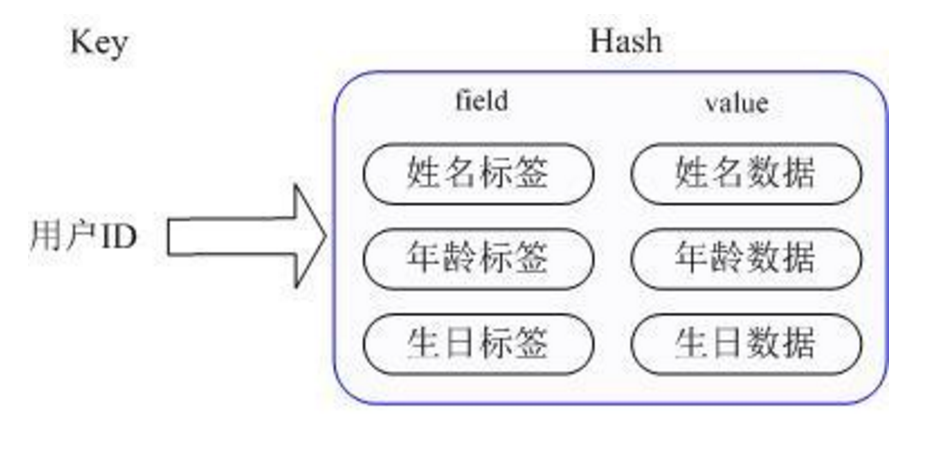 Key Hash
field value
姓名标签 姓名数据
用户ID
年龄标签 年龄数据
生日标签 生日数据